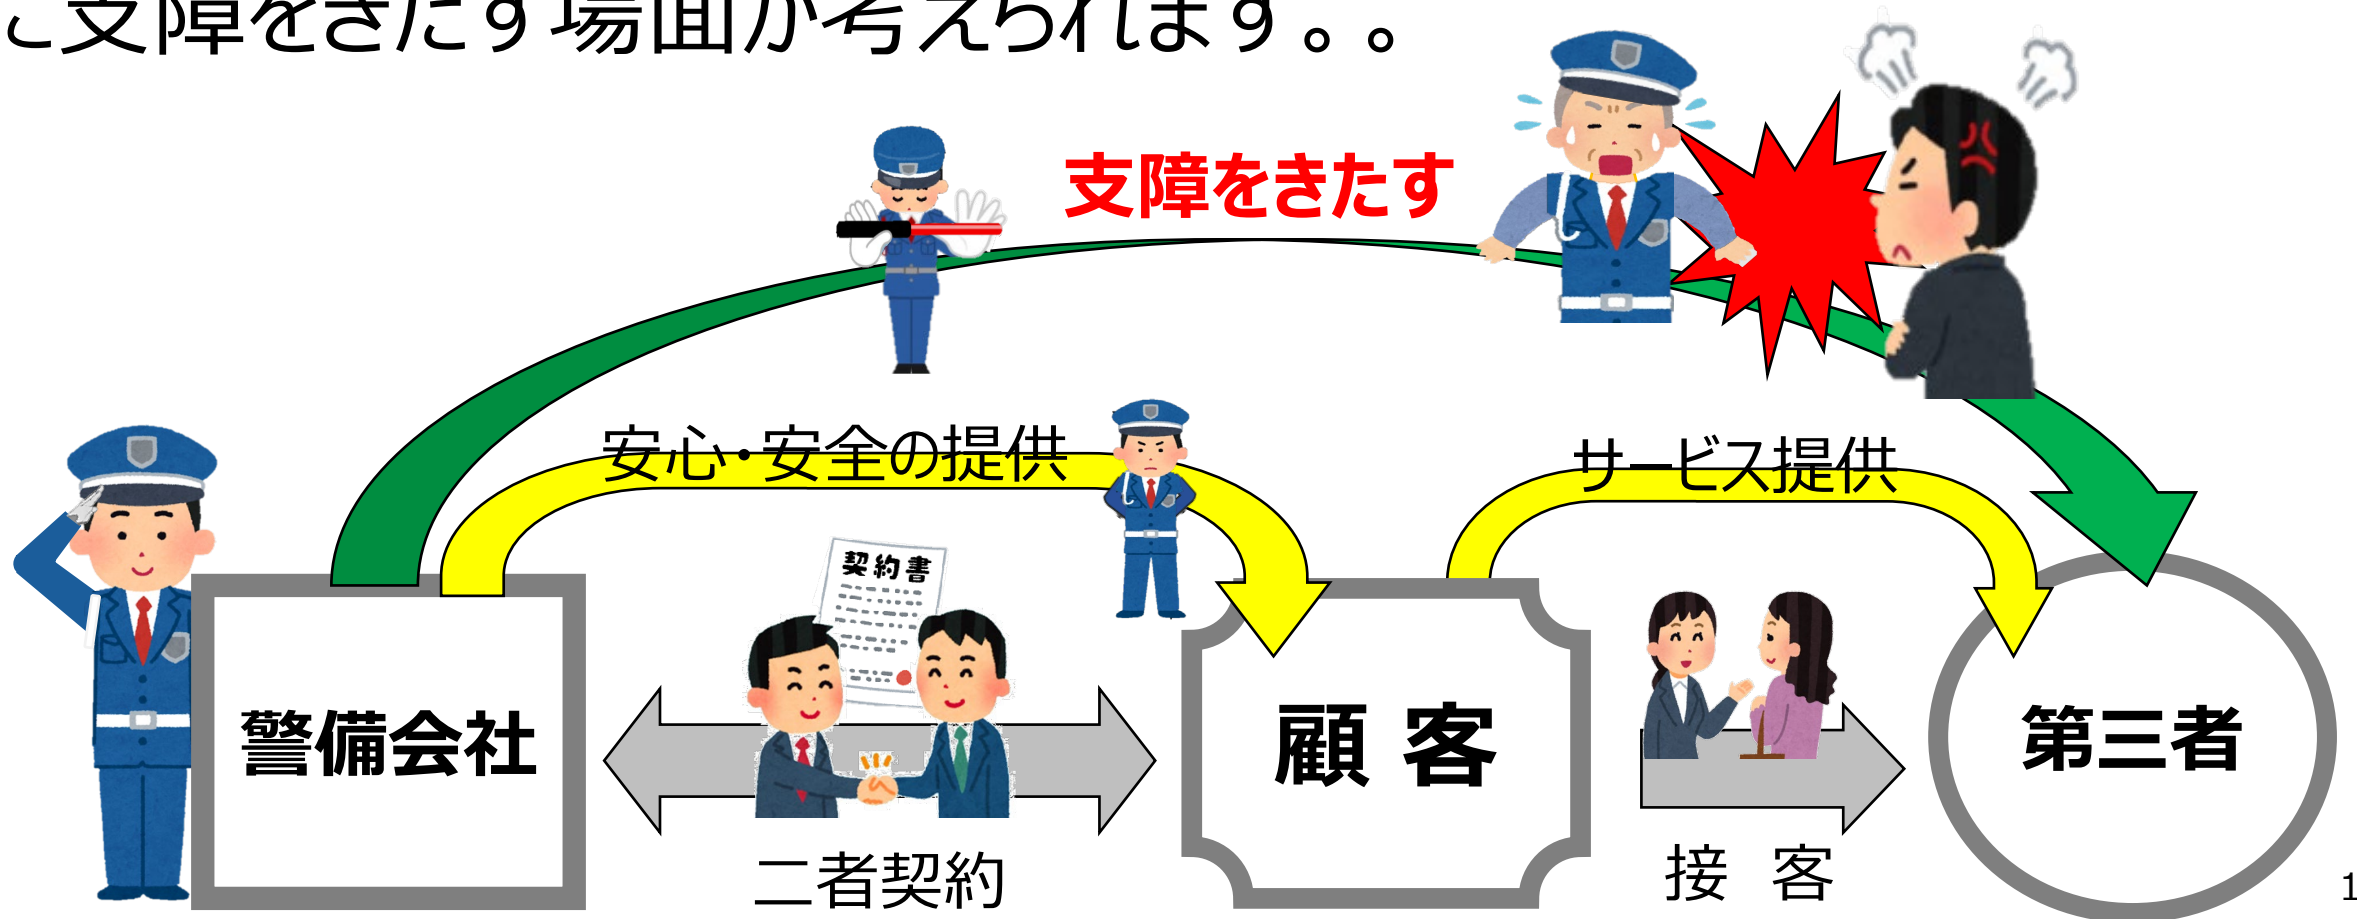 に支障をきたす場面が考えられます。。
支障をきたす
安心・安全の提供
サービス提供
契約書
警備会社
顧客
第三者
二者契約
接客
1